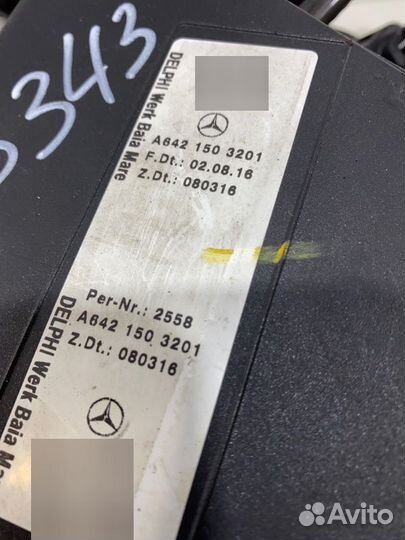 343
DELPHI Werk Baia Mare
A642 150 3201
F.Dt.: 02.08.16
Z.Dt.: 080316
Per-Nr.: 2558
A642 150 3201
Z.Dt.: 080316
DELPHI Werk Baia Mare
Avito